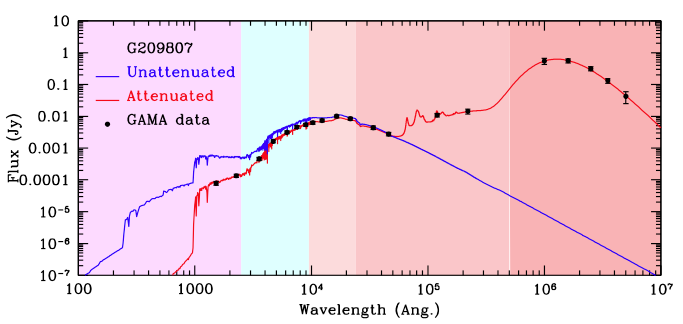 10
1
0.1
0.01
0.001
0.0001
10⁻⁵
10⁻⁶
10⁻⁷
Flux (Jy)
G209807
Unattenuated
Attenuated
GAMA data
100 1000 10⁴ 10⁵ 10⁶ 10⁷
Wavelength (Ang.)